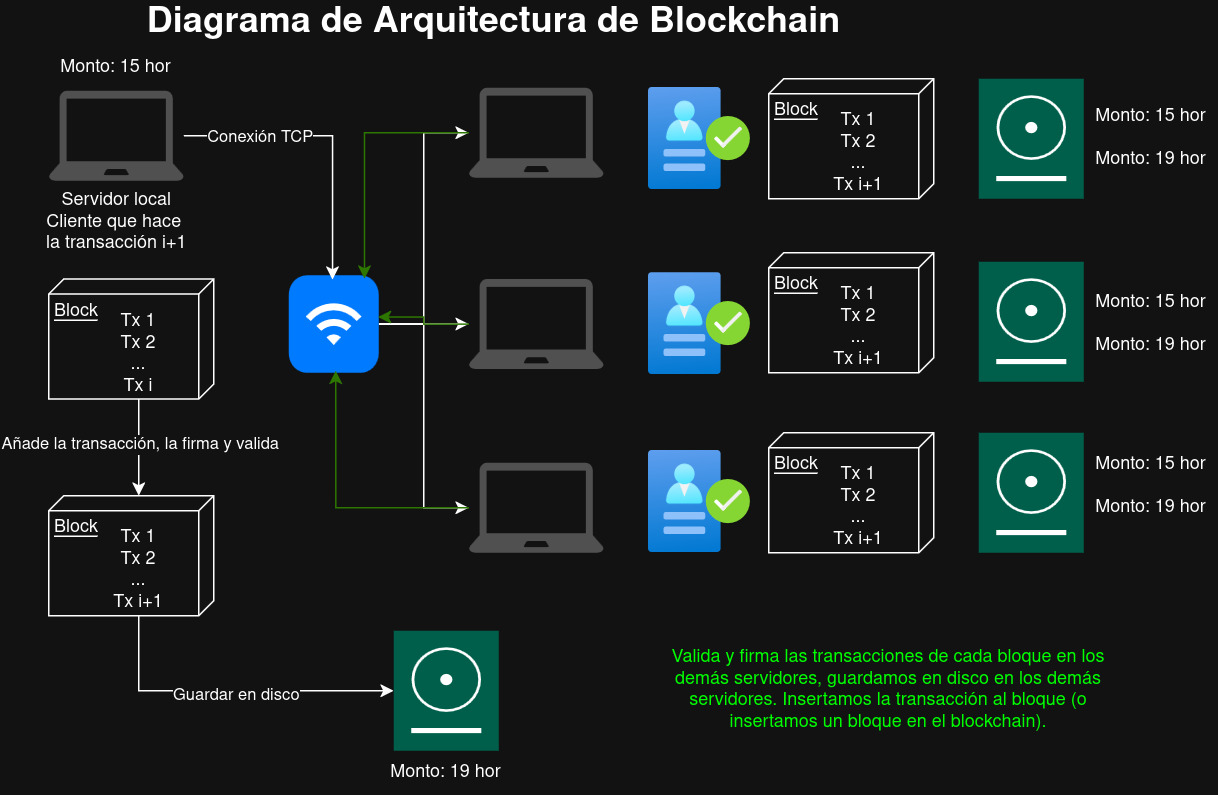 Diagrama de Arquitectura de Blockchain
Monto: 15 hor
Conexión TCP
Servidor local
Cliente que hace
la transacción i+1
Block
Tx 1
Tx 2
...
Tx i
Añade la transacción, la firma y valida
Block
Tx 1
Tx 2
...
Tx i+1
Guardar en disco
Monto: 19 hor
Block
Tx 1
Tx 2
...
Tx i+1
Monto: 15 hor
Monto: 19 hor
Block
Tx 1
Tx 2
...
Tx i+1
Monto: 15 hor
Monto: 19 hor
Block
Tx 1
Tx 2
...
Tx i+1
Monto: 15 hor
Monto: 19 hor
Valida y firma las transacciones de cada bloque en los
demás servidores, guardamos en disco en los demás
servidores. Insertamos la transacción al bloque (o
insertamos un bloque en el blockchain).